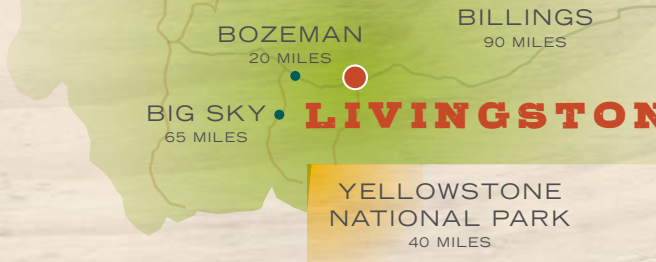 BILLINGS
90 MILES
BOZEMAN
20 MILES
BIG SKY
65 MILES
LIVINGSTON
YELLOWSTONE
NATIONAL PARK
40 MILES